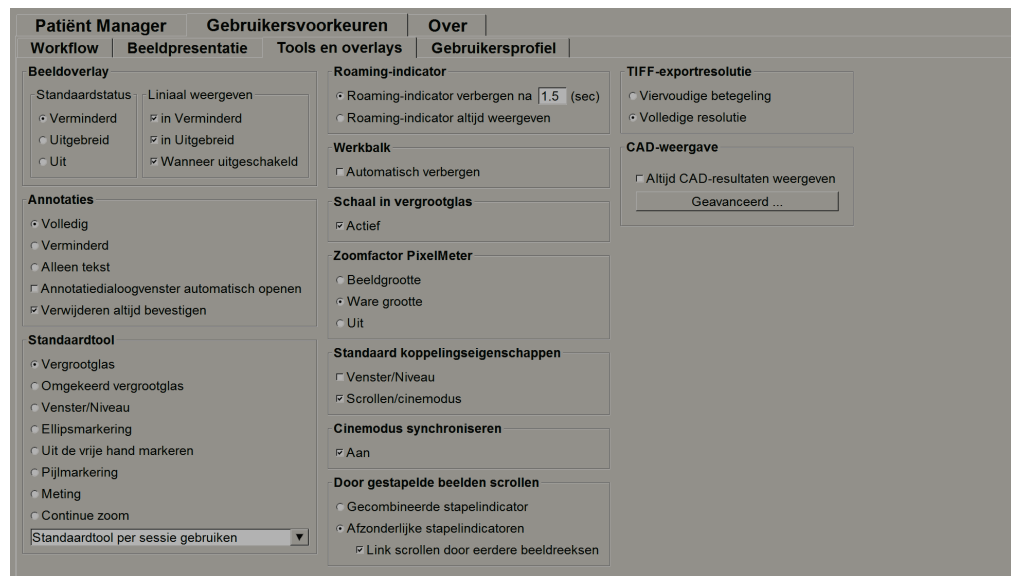 Patiënt Manager
Gebruikersvoorkeuren
Over
Workflow
Beeldpresentatie
Tools en overlays
Gebruikersprofiel
Beeldoverlay
Standaardstatus
Verminderd
Uitgebreid
Uit
Liniaal weergeven
in Verminderd
in Uitgebreid
Wanneer uitgeschakeld
Annotaties
Volledig
Verminderd
Alleen tekst
Annotatiedialoogvenster automatisch openen
Verwijderen altijd bevestigen
Standaardtool
Vergrootglas
Omgekeerd vergrootglas
Venster/Niveau
Ellipsmarkering
Uit de vrije hand markeren
Pijlmarkering
Meting
Continue zoom
Standaardtool per sessie gebruiken
Roaming-indicator
Roaming-indicator verbergen na 1.5 (sec)
Roaming-indicator altijd weergeven
Werkbalk
Automatisch verbergen
Schaal in vergrootglas
Actief
Zoomfactor PixelMeter
Beeldgrootte
Ware grootte
Uit
Standaard koppelingseigenschappen
Venster/Niveau
Scrollen/cinemodus
Cinemodus synchroniseren
Aan
Door gestapelde beelden scrollen
Gecombineerde stapelindicator
Afzonderlijke stapelindicatoren
Link scrollen door eerdere beeldreeksen
TIFF-exportresolutie
Viervoudige betegeling
Volledige resolutie
CAD-weergave
Altijd CAD-resultaten weergeven
Geavanceerd ...